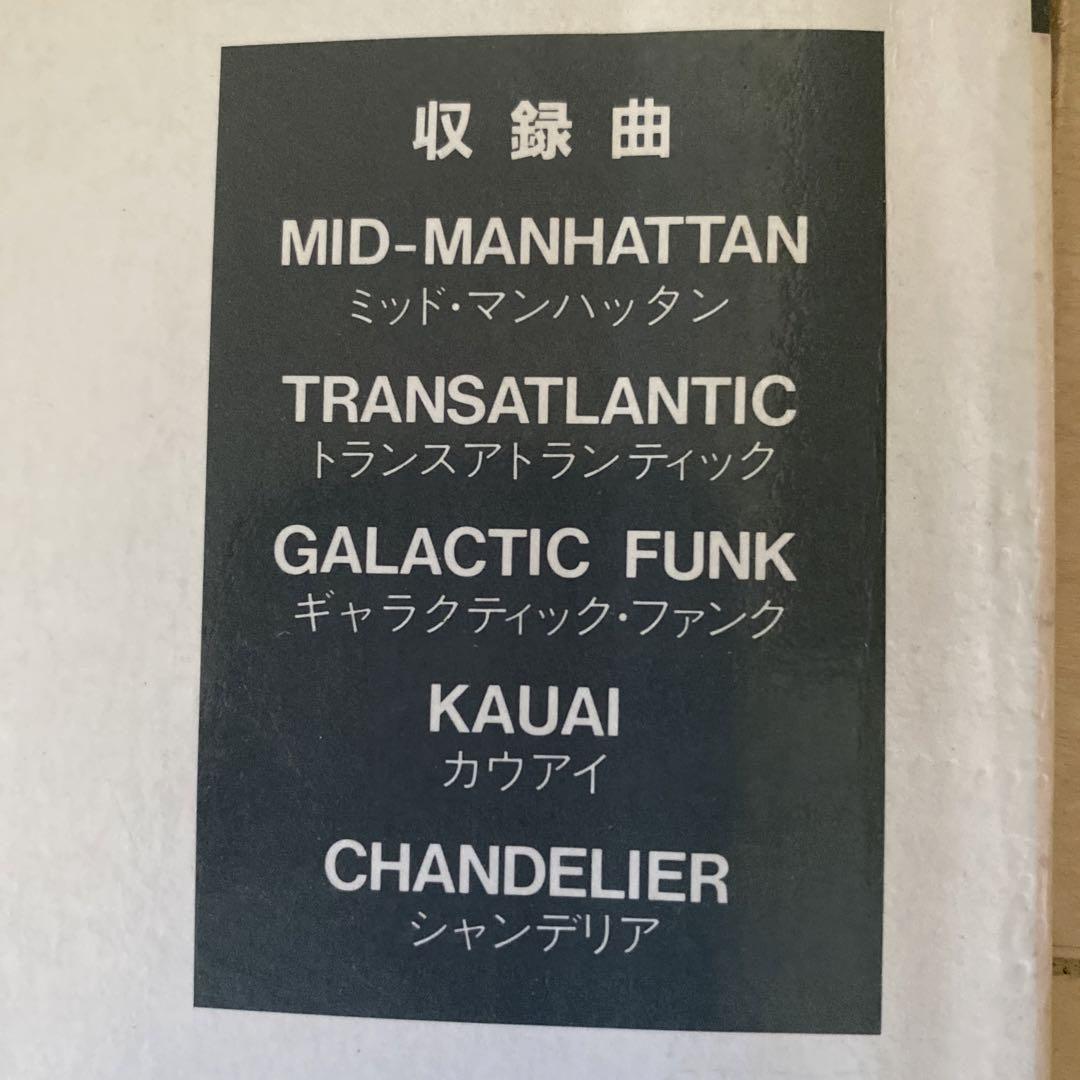 収録曲
MID-MANHATTAN
ミッド・マンハッタン
TRANSATLANTIC
トランスアトランティック
GALACTIC FUNK
ギャラクティック・ファンク
KAUAI
カウアイ
CHANDELIER
シャンデリア